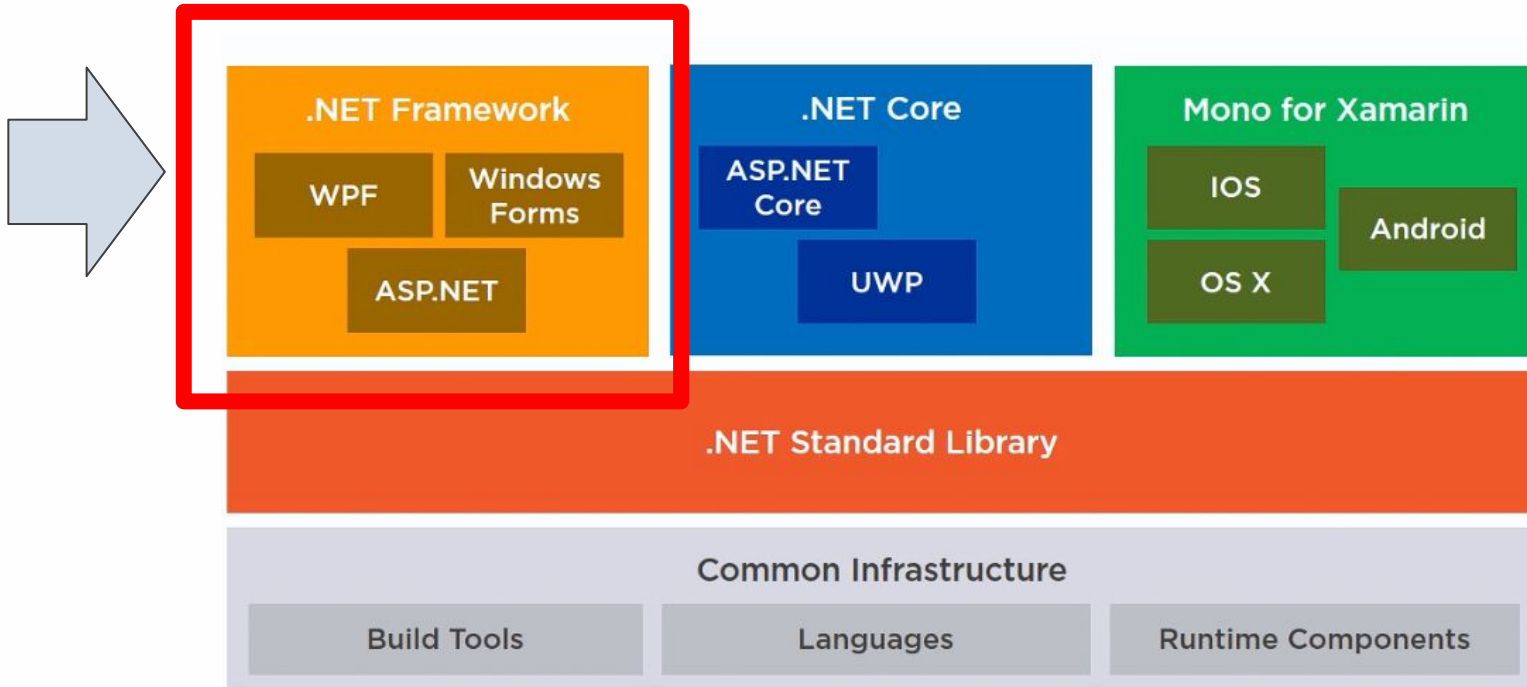 .NET Framework
WPF
Windows
Forms
ASP.NET
.NET Core
ASP.NET
Core
UWP
Mono for Xamarin
IOS
Android
OS X
.NET Standard Library
Common Infrastructure
Build Tools
Languages
Runtime Components